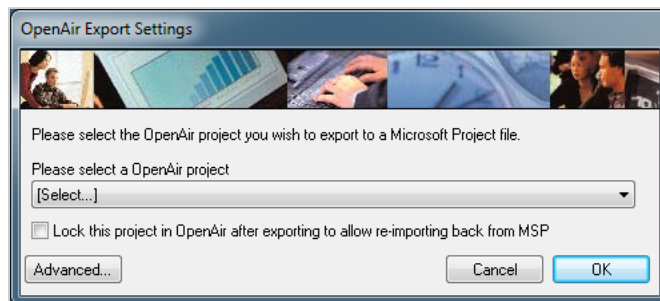 OpenAir Export Settings
Please select the OpenAir project you wish to export to a Microsoft Project file.
Please select a OpenAir project
[Select...]
Lock this project in OpenAir after exporting to allow re-importing back from MSP
Advanced...
Cancel
OK